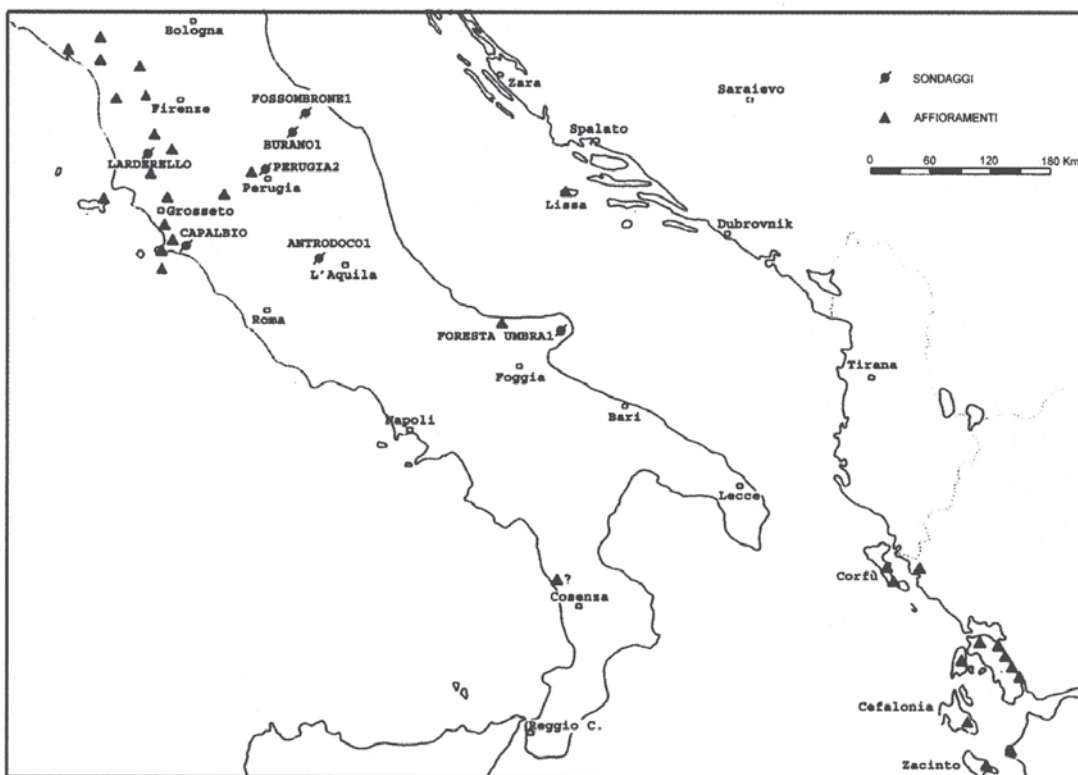 Bologna
Zara
Saraievo
SONDAGGI
FOSSOMBRONE1
Firenze
AFFIORAMENTI
BURANO1
Spalato
LARDERELLO
PERUGIA2
0 60 120 180 Km
Perugia
Lissa
Grosseto
Dubrovnik
CAPALBIO
ANTRODOCO1
L'Aquila
Roma
FORESTA UMBRA1
Foggia
Tirana
Bari
Napoli
Lecce
Corfù
?
Cosenza
Cefalonia
Reggio C.
Zacinto